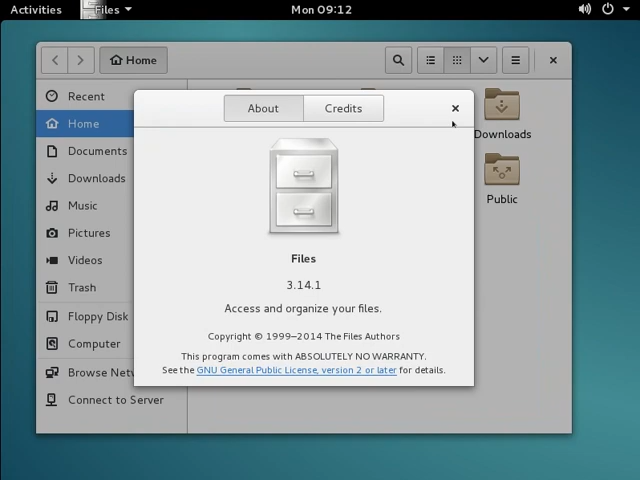 Activities
Files
Mon 09:12
Home
Recent
Home
Documents
Downloads
Music
Pictures
Videos
Trash
Floppy Disk
Computer
Browse Net
Connect to Server
Downloads
Public
About
Credits
Files
3.14.1
Access and organize your files.
Copyright © 1999–2014 The Files Authors
This program comes with ABSOLUTELY NO WARRANTY.
See the GNU General Public License, version 2 or later for details.